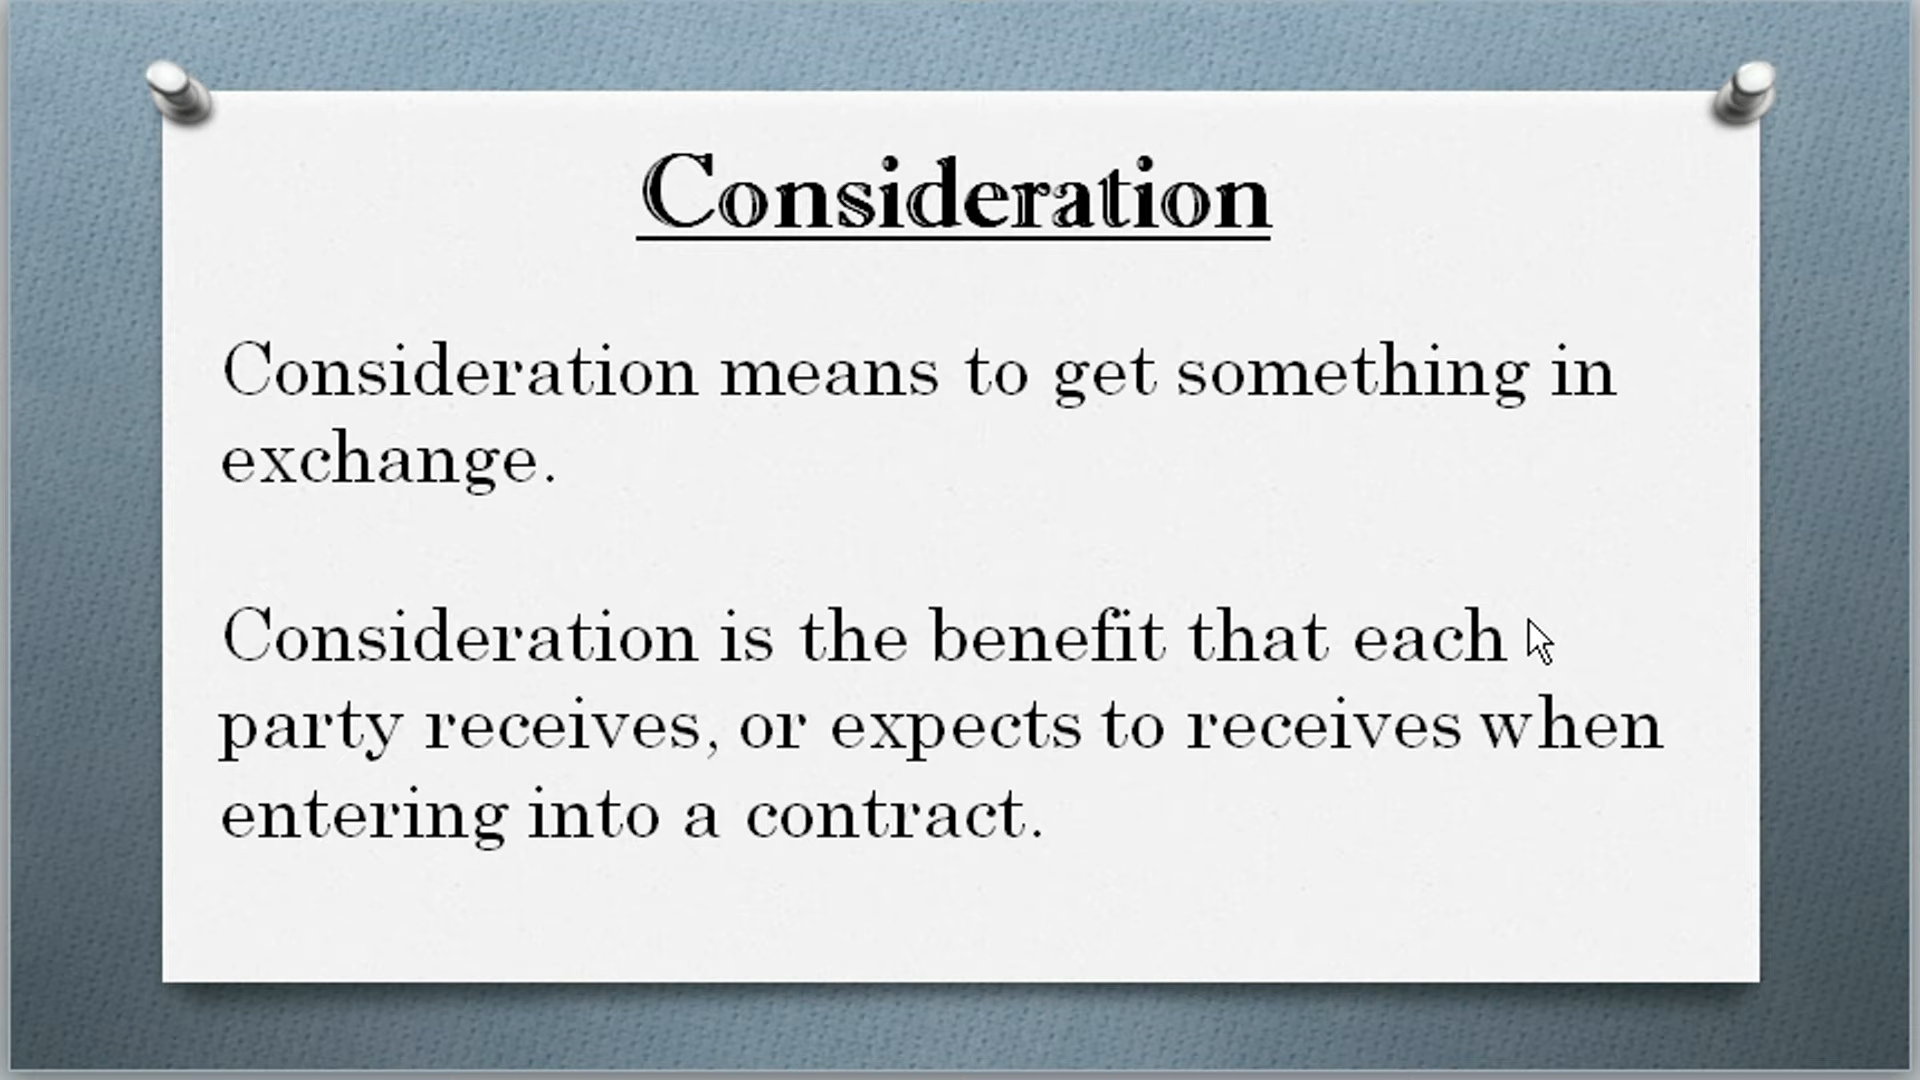 Consideration
Consideration means to get something in
exchange.
Consideration is the benefit that each
party receives, or expects to receives when
entering into a contract.